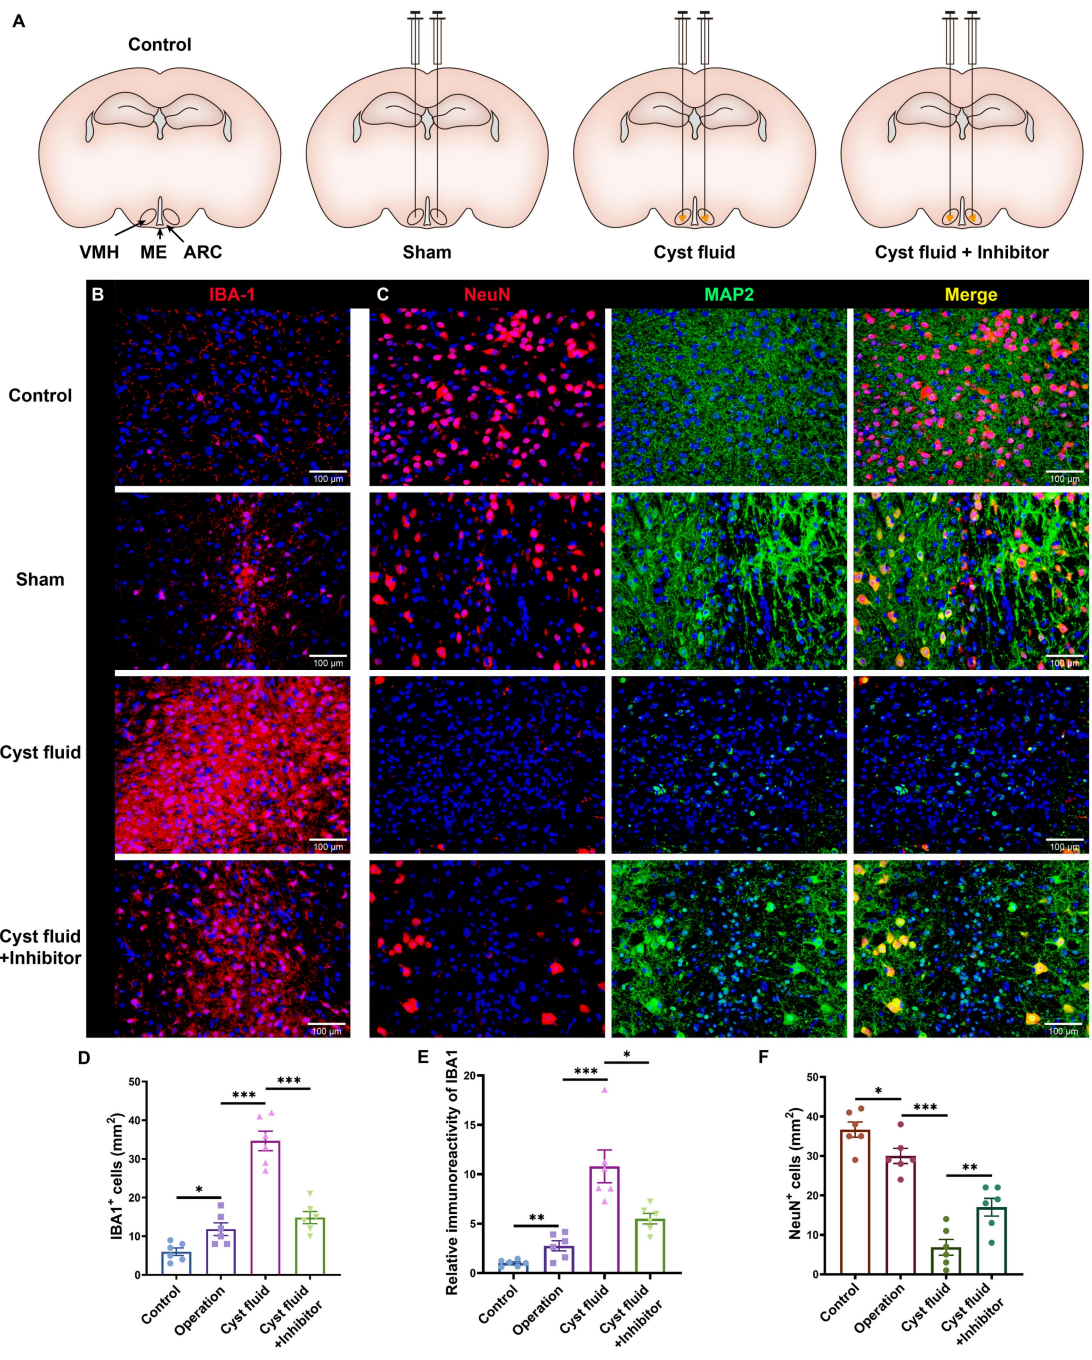 A
Control
VMH
ME
ARC
Sham
Cyst fluid
Cyst fluid + Inhibitor
B
IBA-1
C
NeuN
MAP2
Merge
Control
100 µm
100 µm
Sham
100 µm
100 µm
Cyst fluid
100 µm
100 µm
Cyst fluid
+Inhibitor
100 µm
100 µm
D
IBA1⁺ cells (mm²)
50
40
30
20
10
0
*
***
***
Control
Operation
Cyst fluid
Cyst fluid
+Inhibitor
E
Relative immunoreactivity of IBA1
20
15
10
5
0
**
***
*
Control
Operation
Cyst fluid
Cyst fluid
+Inhibitor
F
NeuN⁺ cells (mm²)
50
40
30
20
10
0
*
***
**
Control
Operation
Cyst fluid
Cyst fluid
+Inhibitor